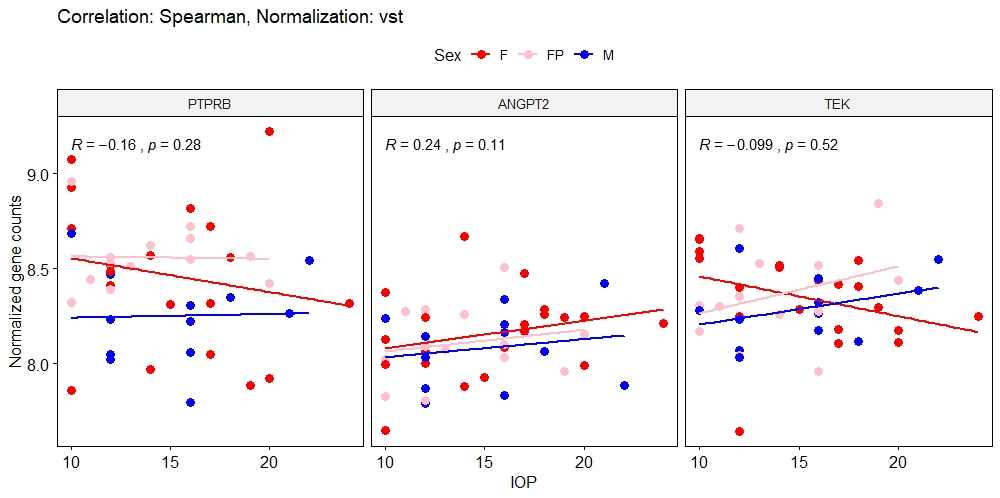 Correlation: Spearman, Normalization: vst
Sex F FP M
PTPRB ANGPT2 TEK
R = −0.16 , p = 0.28 R = 0.24 , p = 0.11 R = −0.099 , p = 0.52
Normalized gene counts
9.0
8.5
8.0
10 15 20 10 15 20 10 15 20
IOP